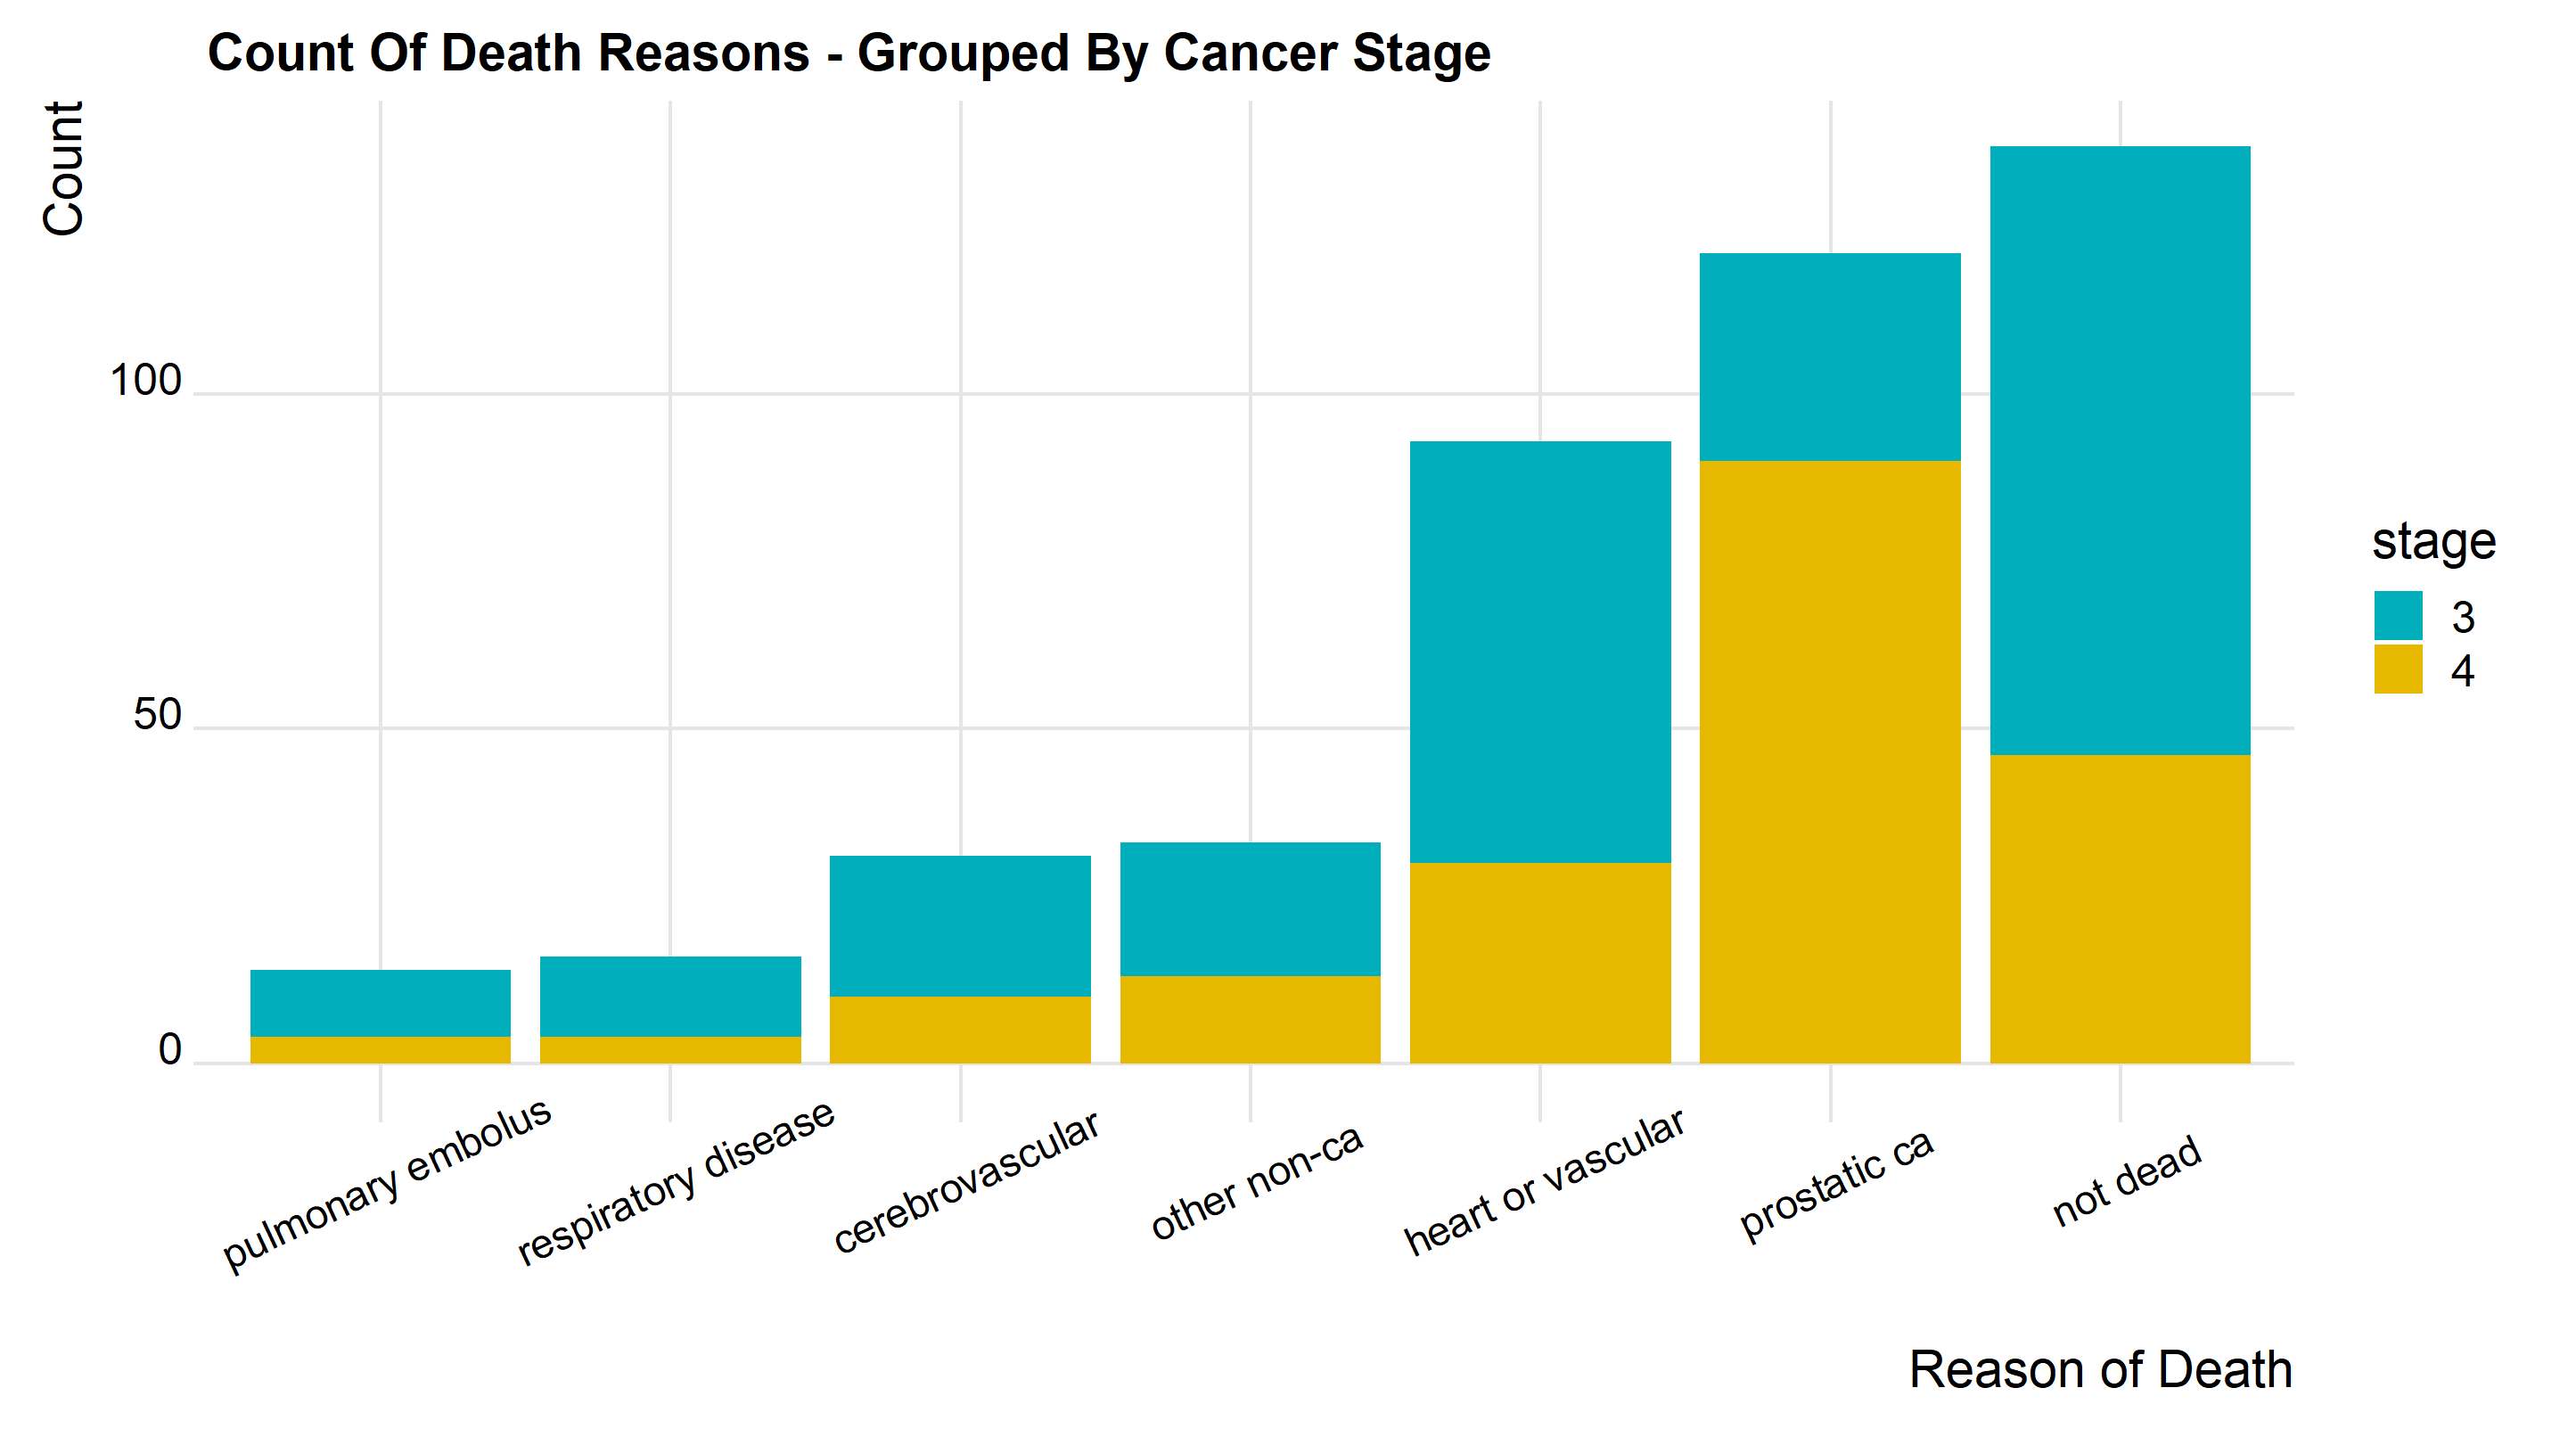 Count Of Death Reasons - Grouped By Cancer Stage
Count
100
50
0
pulmonary embolus
respiratory disease
cerebrovascular
other non-ca
heart or vascular
prostatic ca
not dead
Reason of Death
stage
3
4